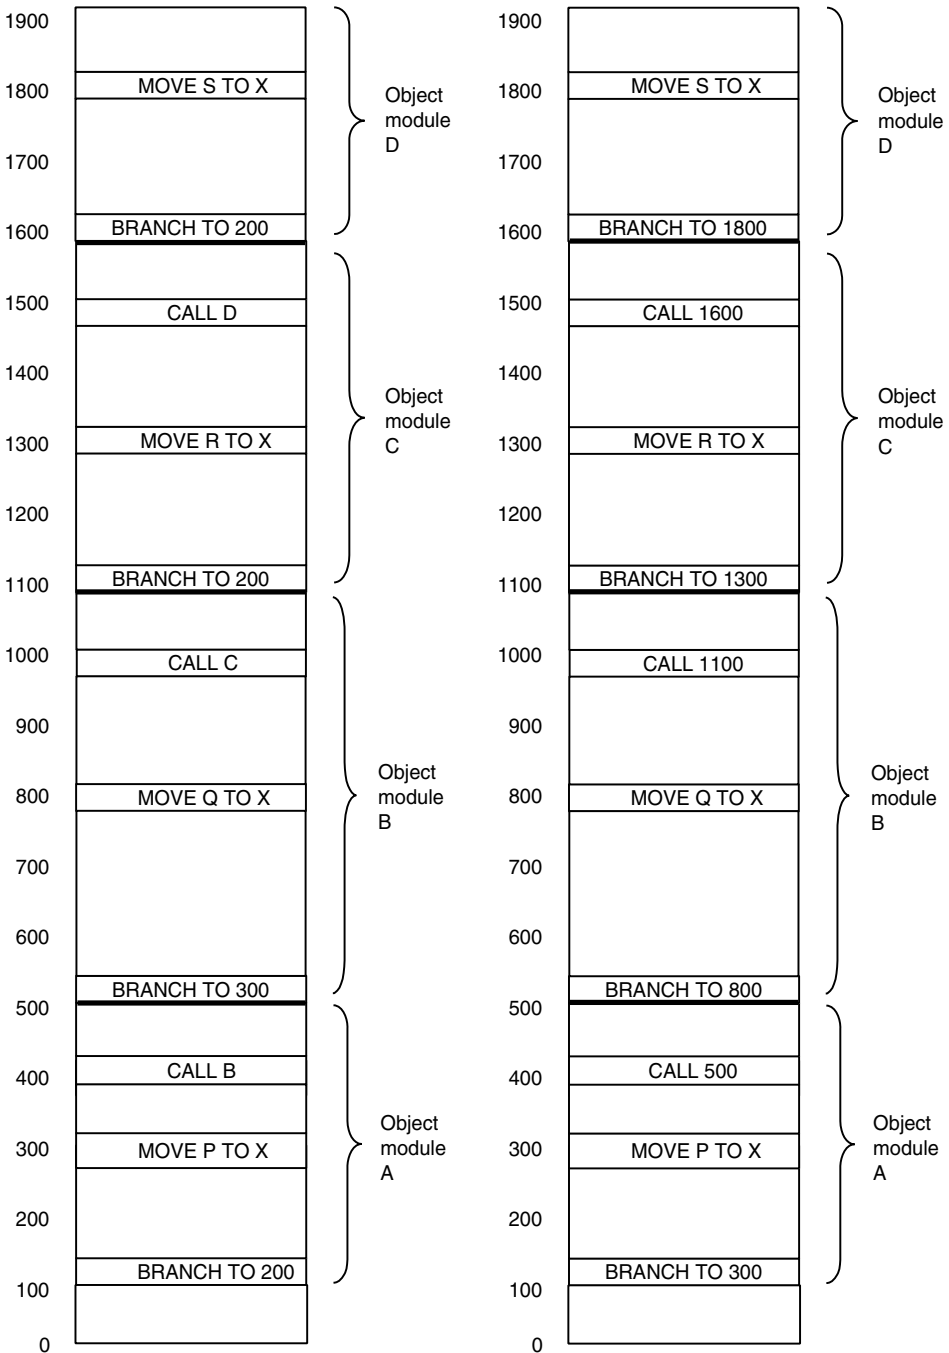 1900
1800
1700
1600
1500
1400
1300
1200
1100
1000
900
800
700
600
500
400
300
200
100
0
MOVE S TO X
BRANCH TO 200
CALL D
MOVE R TO X
BRANCH TO 200
CALL C
MOVE Q TO X
BRANCH TO 300
CALL B
MOVE P TO X
BRANCH TO 200
Object
module
D
Object
module
C
Object
module
B
Object
module
A
1900
1800
1700
1600
1500
1400
1300
1200
1100
1000
900
800
700
600
500
400
300
200
100
0
MOVE S TO X
BRANCH TO 1800
CALL 1600
MOVE R TO X
BRANCH TO 1300
CALL 1100
MOVE Q TO X
BRANCH TO 800
CALL 500
MOVE P TO X
BRANCH TO 300
Object
module
D
Object
module
C
Object
module
B
Object
module
A